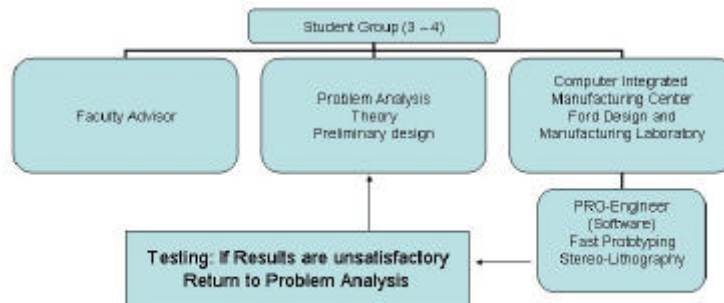 Student Group (3 – 4)
Faculty Advisor
Problem Analysis
Theory
Preliminary design
Computer Integrated
Manufacturing Center
Ford Design and
Manufacturing Laboratory
PRO-Engineer
(Software)
Fast Prototyping
Stereo-Lithography
Testing: If Results are unsatisfactory
Return to Problem Analysis